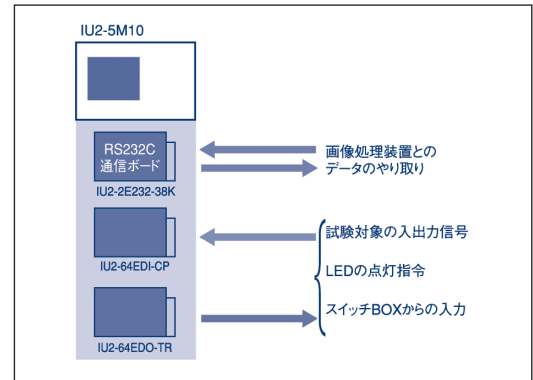 IU2-5M10
RS232C
通信ボード
IU2-2E232-38K
画像処理装置との
データのやり取り
IU2-64EDI-CP
試験対象の入出力信号
LEDの点灯指令
スイッチBOXからの入力
IU2-64EDO-TR